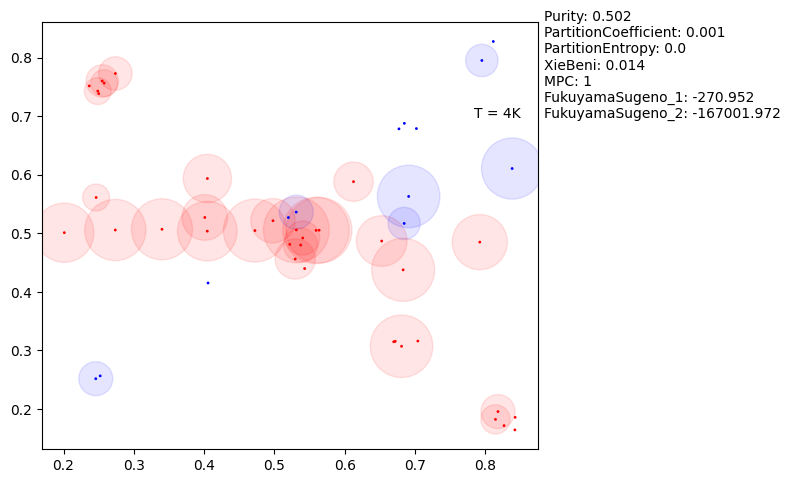 Purity: 0.502
PartitionCoefficient: 0.001
PartitionEntropy: 0.0
XieBeni: 0.014
MPC: 1
FukuyamaSugeno_1: -270.952
FukuyamaSugeno_2: -167001.972
T = 4K
0.8
0.7
0.6
0.5
0.4
0.3
0.2
0.2 0.3 0.4 0.5 0.6 0.7 0.8